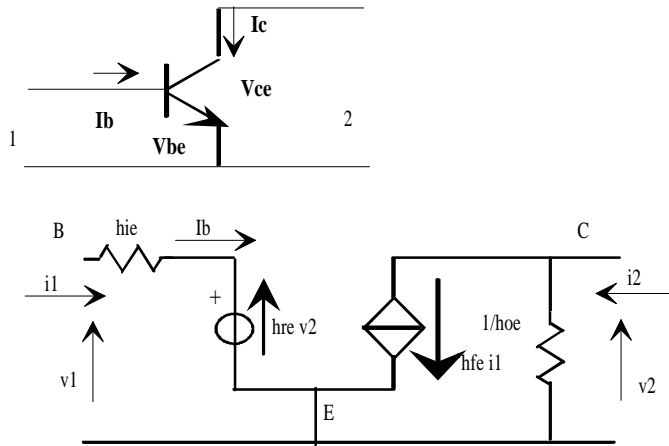 Ic
Vce
Ib
2
1
Vbe
B
hie
Ib
C
i1
+
hre v2
1/hoe
i2
hfe i1
v1
E
v2